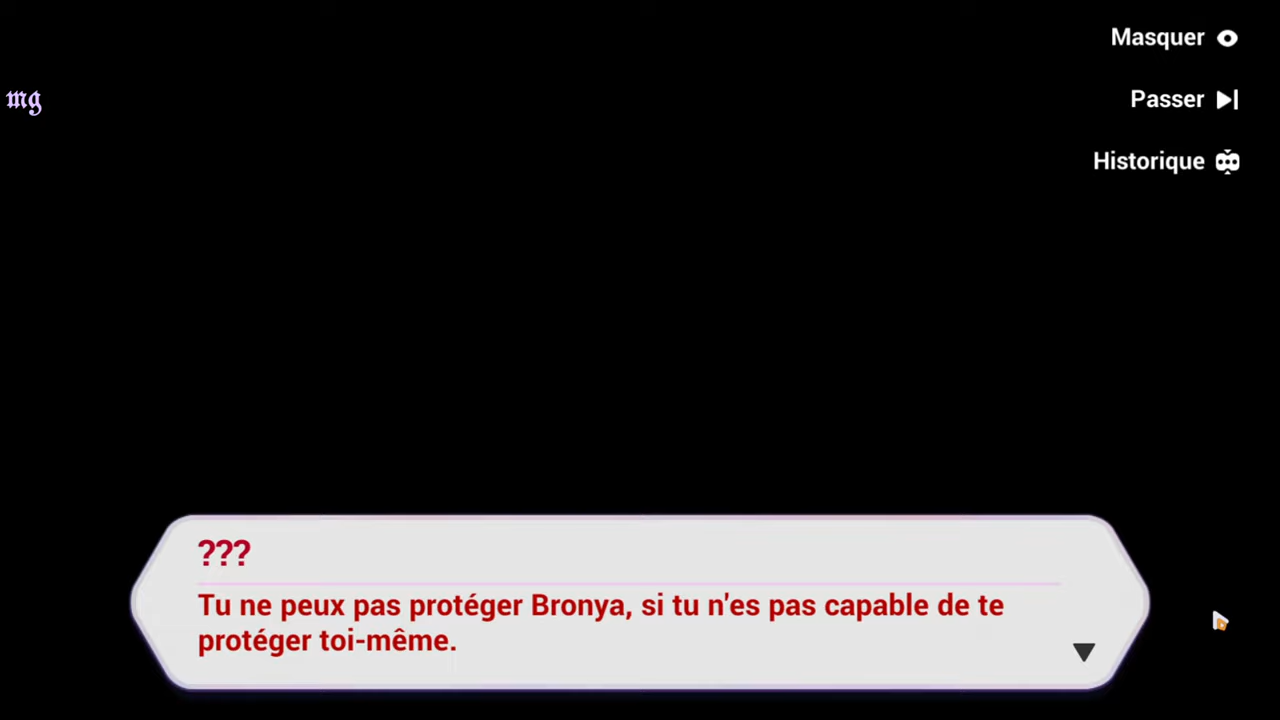 Masquer
mg
Passer
Historique
???
Tu ne peux pas protéger Bronya, si tu n'es pas capable de te
protéger toi-même.